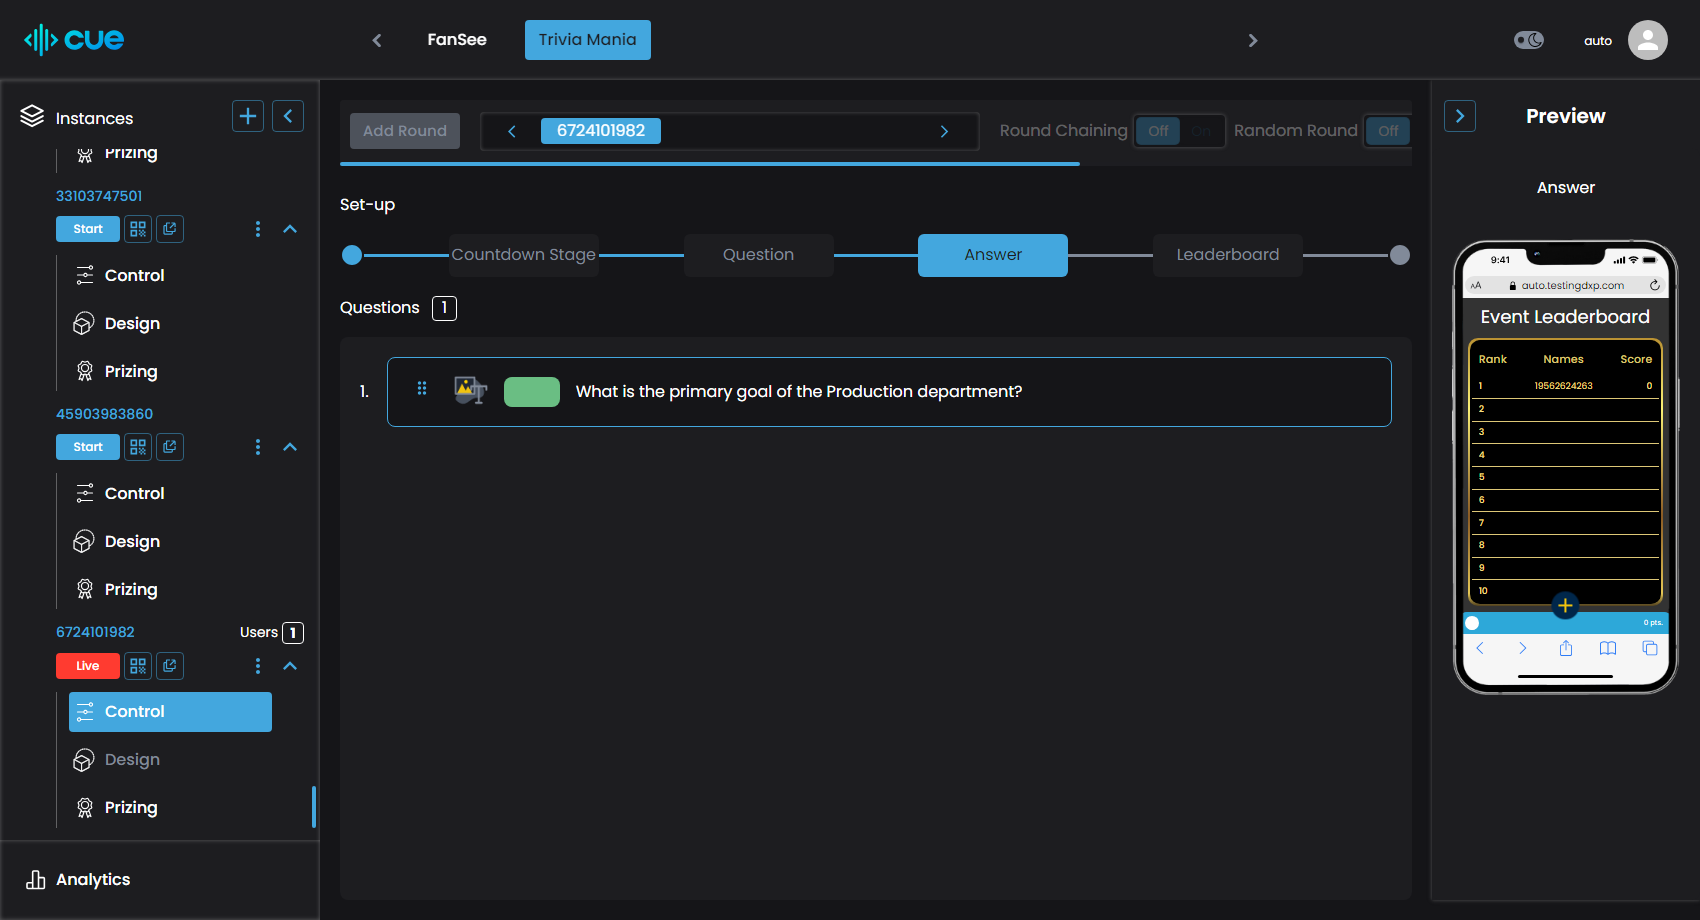 cue
FanSee
Trivia Mania
auto
Instances
Prizing
33103747501
Start
Control
Design
Prizing
45903983860
Start
Control
Design
Prizing
6724101982
Users 1
Live
Control
Design
Prizing
Analytics
Add Round
6724101982
Round Chaining
Off
On
Random Round
Off
Set-up
Countdown Stage
Question
Answer
Leaderboard
Questions 1
1.
What is the primary goal of the Production department?
Preview
Answer
9:41
AA
auto.testingdxp.com
Event Leaderboard
Rank Names Score
1 19562624263 0
2
3
4
5
6
7
8
9
10
0 pts.